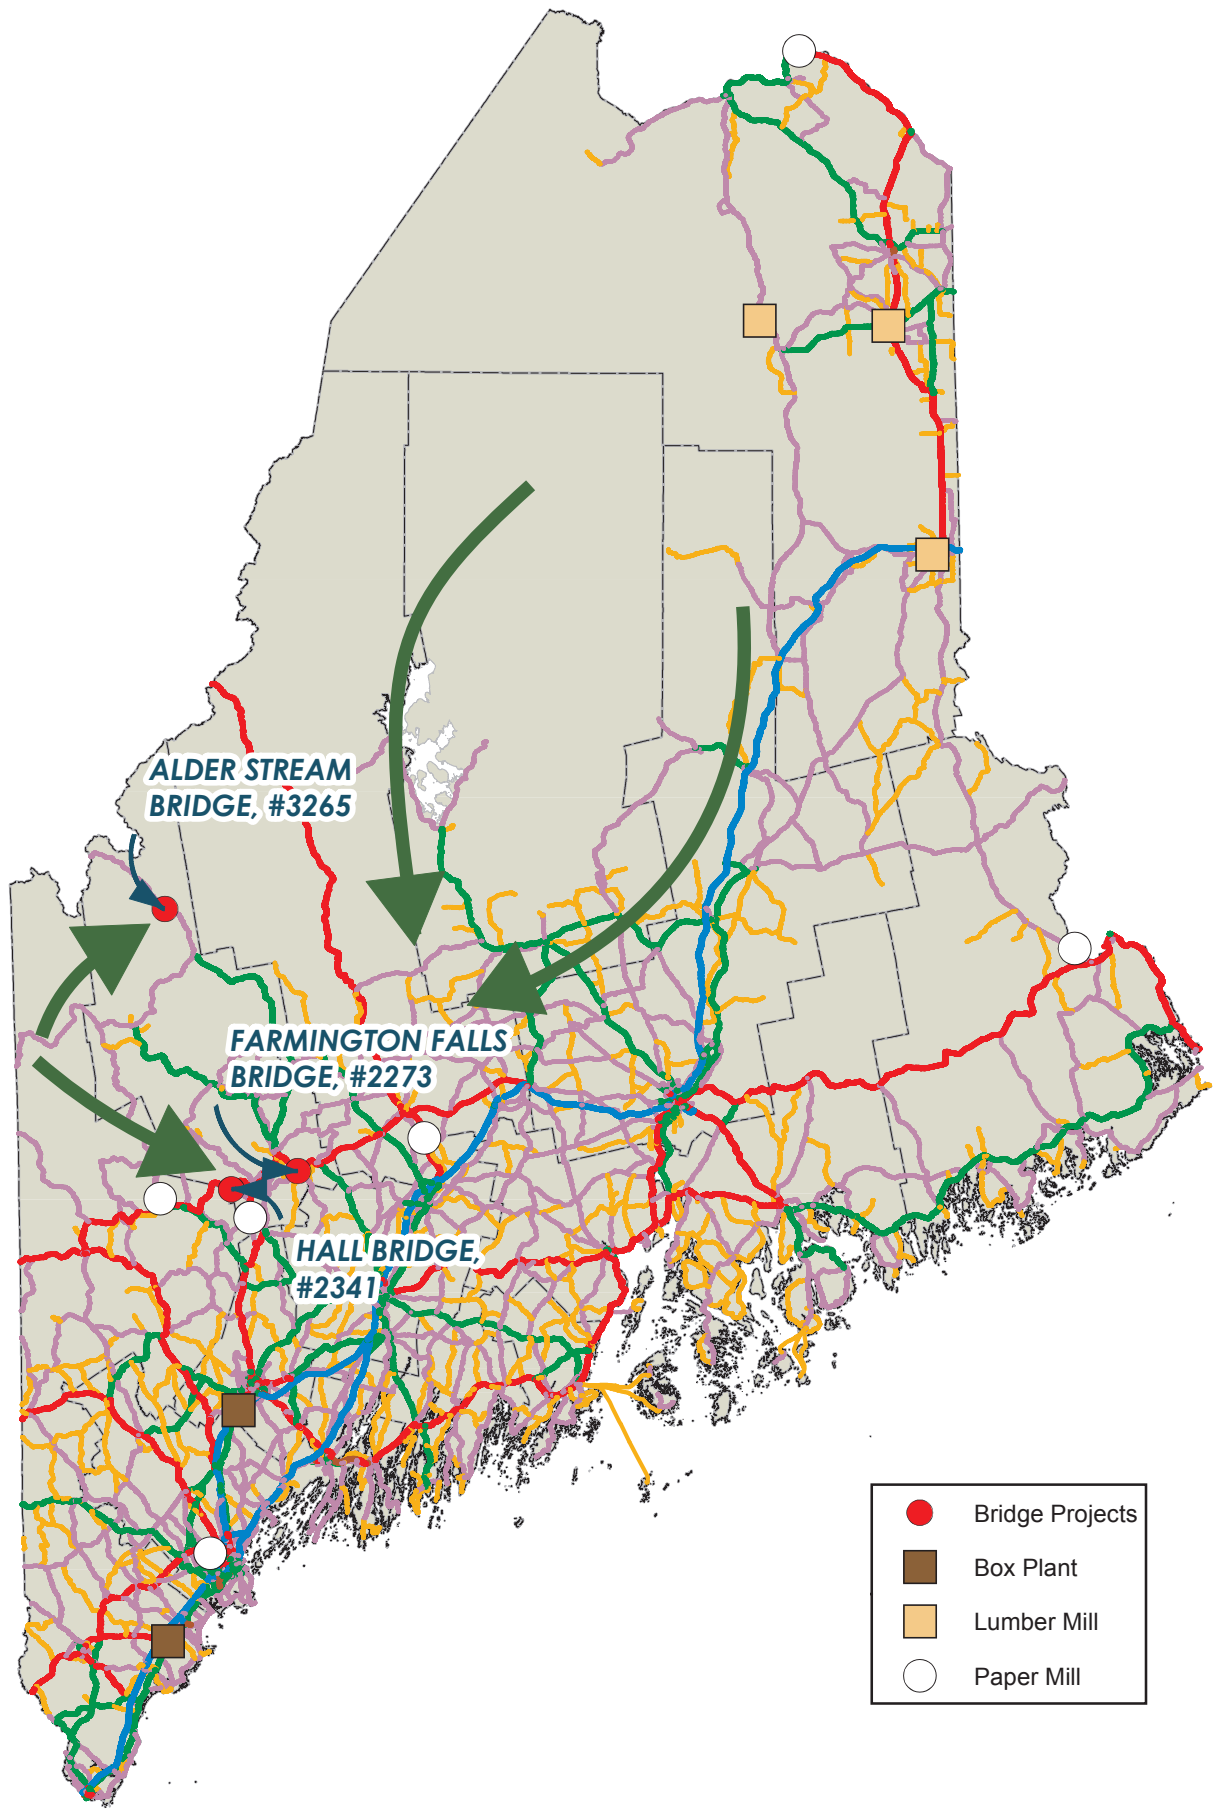 ALDER STREAM
BRIDGE, #3265
FARMINGTON FALLS
BRIDGE, #2273
HALL BRIDGE,
#2341
Bridge Projects
Box Plant
Lumber Mill
Paper Mill